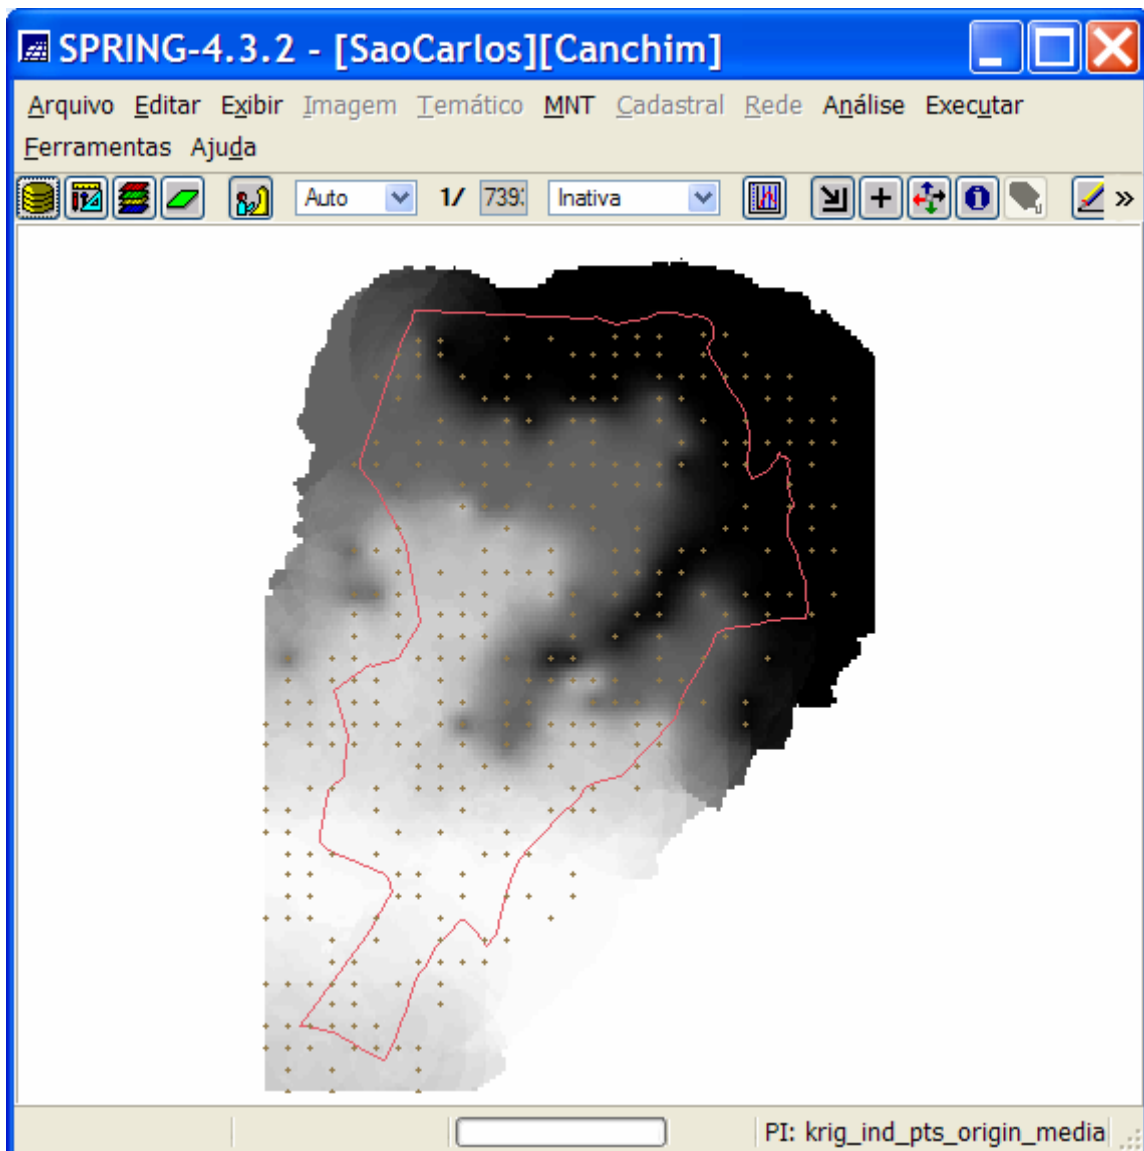 SPRING-4.3.2 - [SaoCarlos][Canchim]
Arquivo Editar Exibir Imagem Temático MNT Cadastral Rede Análise Executar
Ferramentas Ajuda
Auto 1/ 739 Inativa »
PI: krig_ind_pts_origin_media